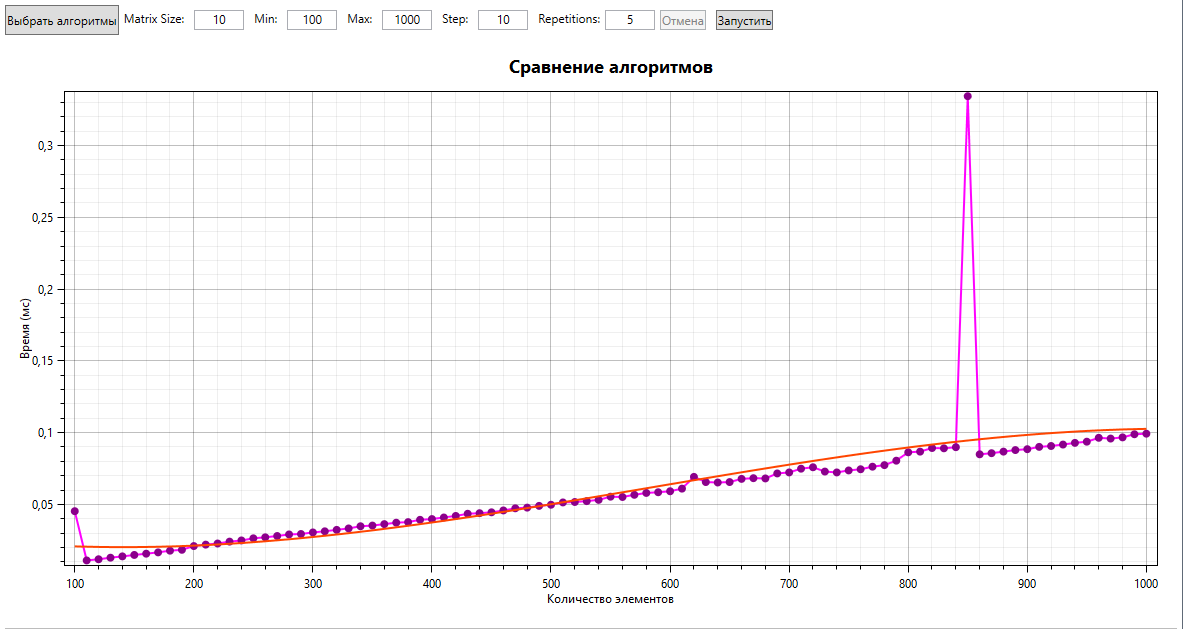 Выбрать алгоритмы Matrix Size: 10 Min: 100 Max: 1000 Step: 10 Repetitions: 5 Отмена Запустить
Сравнение алгоритмов
0,3
0,25
0,2
0,15
0,1
0,05
Время (мс)
100 200 300 400 500 600 700 800 900 1000
Количество элементов